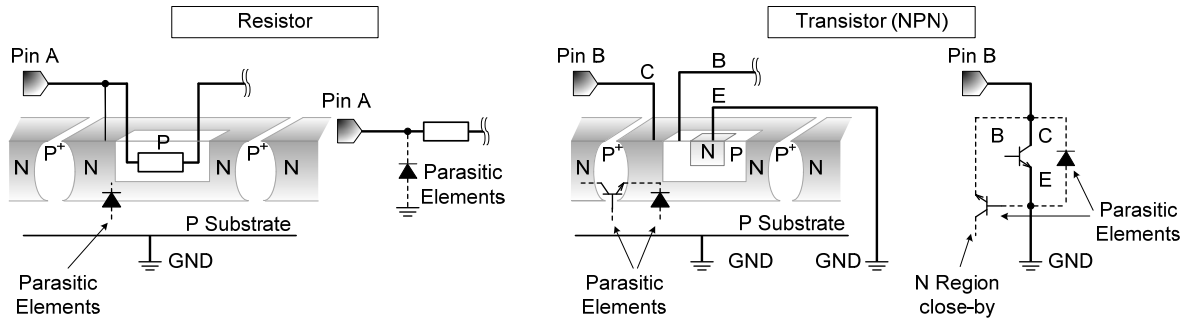 Resistor
Pin A
N
P+
N
P
N
P+
N
Parasitic
Elements
P Substrate
GND
Pin A
Parasitic
Elements
Transistor (NPN)
Pin B
C
B
E
N
P+
N
N
P
P+
N
P Substrate
Parasitic
Elements
GND
GND
Pin B
B
C
E
Parasitic
Elements
GND
N Region
close-by